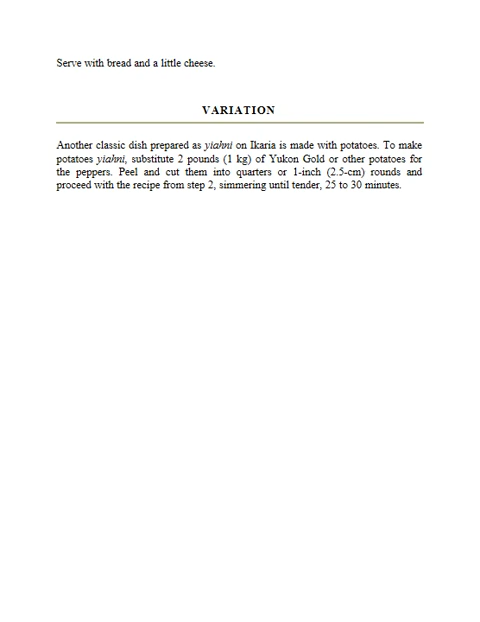 Serve with bread and a little cheese.
VARIATION
Another classic dish prepared as yiahni on Ikaria is made with potatoes. To make
potatoes yiahni, substitute 2 pounds (1 kg) of Yukon Gold or other potatoes for
the peppers. Peel and cut them into quarters or 1-inch (2.5-cm) rounds and
proceed with the recipe from step 2, simmering until tender, 25 to 30 minutes.